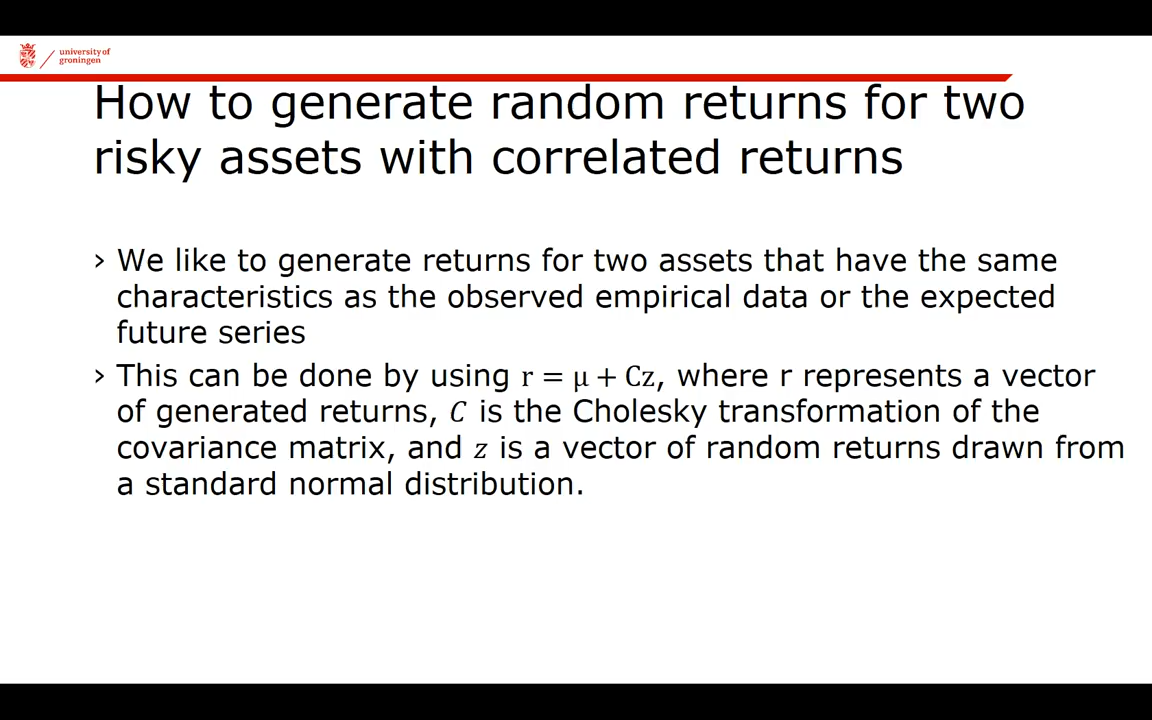 university of
groningen
How to generate random returns for two
risky assets with correlated returns
› We like to generate returns for two assets that have the same
characteristics as the observed empirical data or the expected
future series
› This can be done by using r = μ + Cz, where r represents a vector
of generated returns, C is the Cholesky transformation of the
covariance matrix, and z is a vector of random returns drawn from
a standard normal distribution.